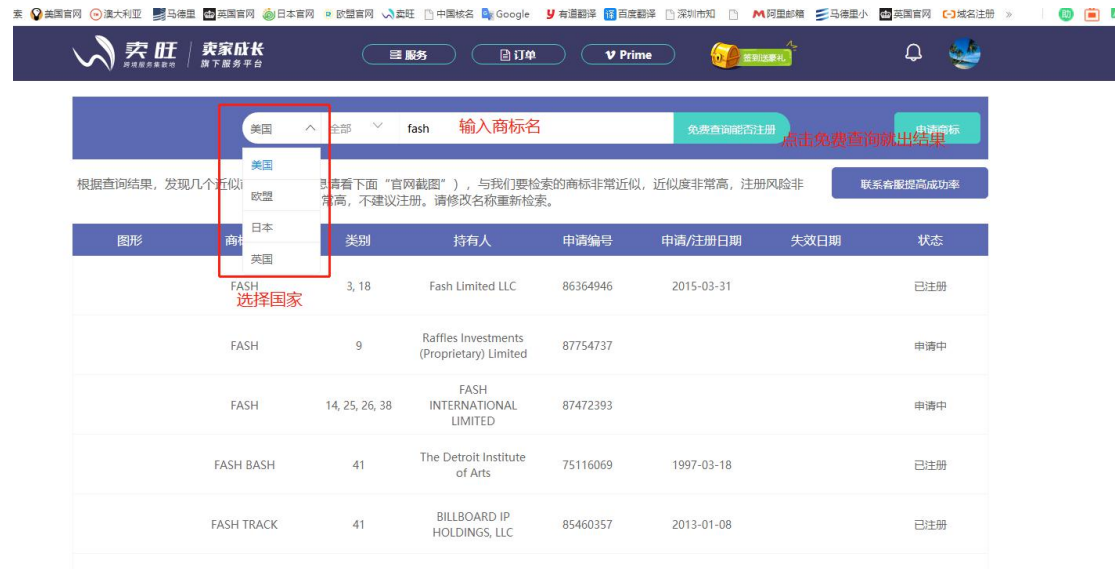 索 美国官网 澳大利亚 马德里 英国官网 日本官网 欧盟官网 卖旺 中国核名 Google 有道翻译 百度翻译 深圳市知 阿里邮箱 马德里小 英国官网 域名注册 »
卖旺 卖家成长 服务 订单 Prime 签到送豪礼
跨境服务集散地 旗下服务平台
美国 全部 fash 输入商标名 免费查询能否注册 点击免费查询就出结果
美国
欧盟
日本
英国
选择国家
根据查询结果，发现几个近似 请看下面“官网截图”），与我们要检索的商标非常近似，近似度非常高，注册风险非 联系客服提高成功率
常高，不建议注册。请修改名称重新检索。
图形 商 类别 持有人 申请编号 申请/注册日期 失效日期 状态
FASH 3, 18 Fash Limited LLC 86364946 2015-03-31 已注册
FASH 9 Raffles Investments (Proprietary) Limited 87754737 申请中
FASH 14, 25, 26, 38 FASH INTERNATIONAL LIMITED 87472393 申请中
FASH BASH 41 The Detroit Institute of Arts 75116069 1997-03-18 已注册
FASH TRACK 41 BILLBOARD IP HOLDINGS, LLC 85460357 2013-01-08 已注册